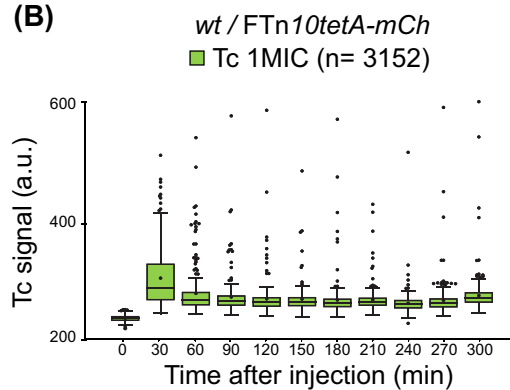 (B)
wt / FTn10tetA-mCh
Tc 1MIC (n= 3152)
Tc signal (a.u.)
600
400
200
0 30 60 90 120 150 180 210 240 270 300
Time after injection (min)